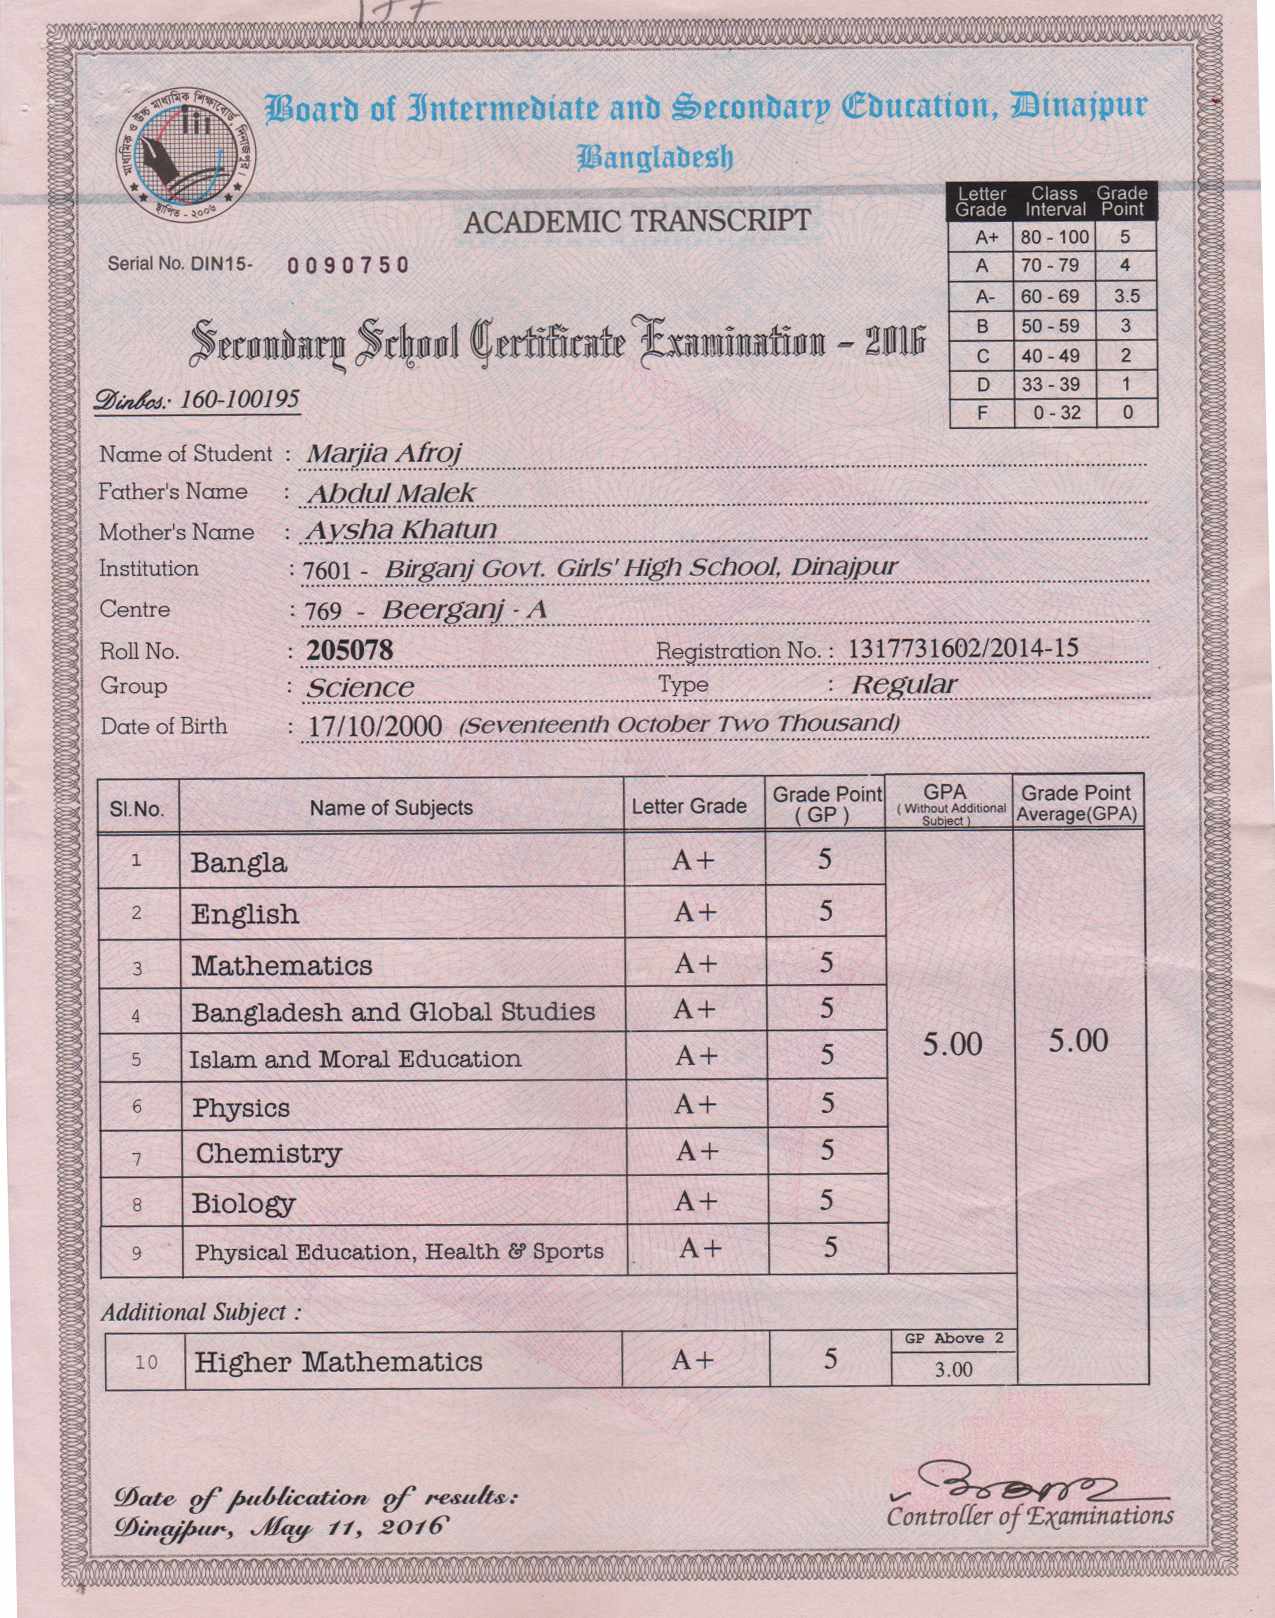 মাধ্যমিক ও উচ্চ মাধ্যমিক শিক্ষাবোর্ড, দিনাজপুর।
স্থাপিত - ২০০৬
Board of Intermediate and Secondary Education, Dinajpur
Bangladesh
ACADEMIC TRANSCRIPT
Serial No. DIN15- 0090750
Letter Grade Class Interval Grade Point
A+ 80 - 100 5
A 70 - 79 4
A- 60 - 69 3.5
B 50 - 59 3
C 40 - 49 2
D 33 - 39 1
F 0 - 32 0
Secondary School Certificate Examination - 2016
Dinbos: 160-100195
Name of Student : Marjia Afroj
Father's Name : Abdul Malek
Mother's Name : Aysha Khatun
Institution : 7601 - Birganj Govt. Girls' High School, Dinajpur
Centre : 769 - Beerganj - A
Roll No. : 205078 Registration No. : 1317731602/2014-15
Group : Science Type : Regular
Date of Birth : 17/10/2000 (Seventeenth October Two Thousand)
Sl.No. Name of Subjects Letter Grade Grade Point ( GP ) GPA ( Without Additional Subject ) Grade Point Average(GPA)
1 Bangla A+ 5
2 English A+ 5
3 Mathematics A+ 5
4 Bangladesh and Global Studies A+ 5
5 Islam and Moral Education A+ 5 5.00 5.00
6 Physics A+ 5
7 Chemistry A+ 5
8 Biology A+ 5
9 Physical Education, Health & Sports A+ 5
Additional Subject :
10 Higher Mathematics A+ 5 GP Above 2 3.00
Date of publication of results:
Dinajpur, May 11, 2016
Controller of Examinations